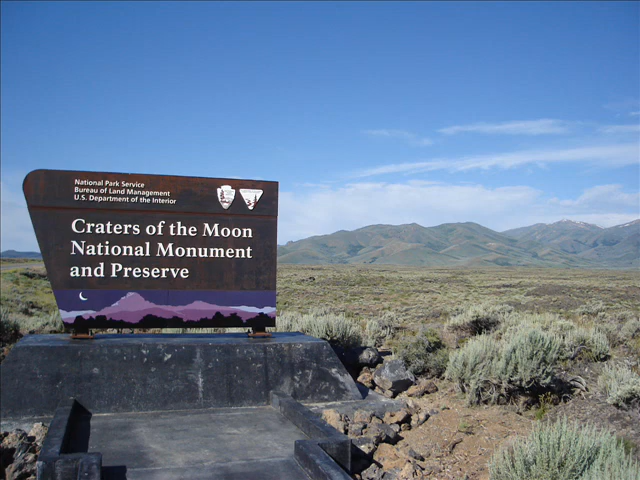 National Park Service
Bureau of Land Management
U.S. Department of the Interior
Craters of the Moon
National Monument
and Preserve